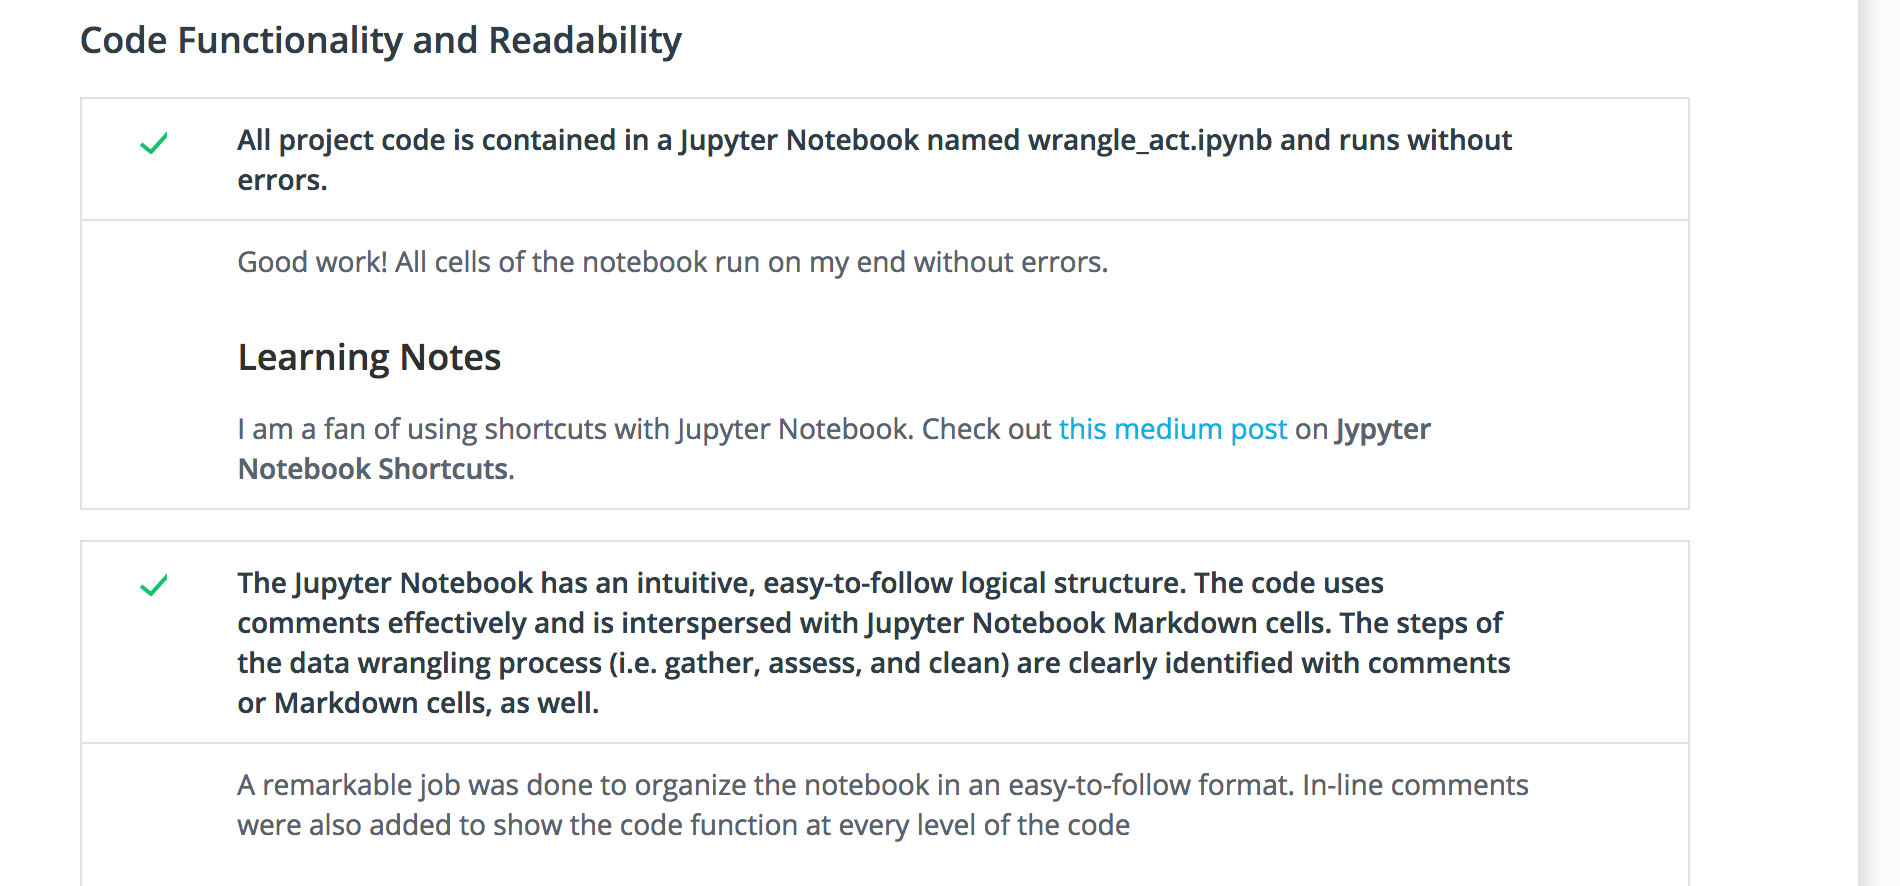 Code Functionality and Readability
All project code is contained in a Jupyter Notebook named wrangle_act.ipynb and runs without
errors.
Good work! All cells of the notebook run on my end without errors.
Learning Notes
I am a fan of using shortcuts with Jupyter Notebook. Check out this medium post on Jypyter
Notebook Shortcuts.
The Jupyter Notebook has an intuitive, easy-to-follow logical structure. The code uses
comments effectively and is interspersed with Jupyter Notebook Markdown cells. The steps of
the data wrangling process (i.e. gather, assess, and clean) are clearly identified with comments
or Markdown cells, as well.
A remarkable job was done to organize the notebook in an easy-to-follow format. In-line comments
were also added to show the code function at every level of the code